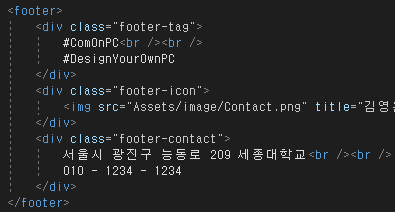 <footer>
<div class="footer-tag">
#ComOnPC<br /><br />
#DesignYourOwnPC
</div>
<div class="footer-icon">
<img src="Assets/image/Contact.png" title="김영
</div>
<div class="footer-contact">
서울시 광진구 능동로 209 세종대학교<br /><br />
010 - 1234 - 1234
</div>
</footer>